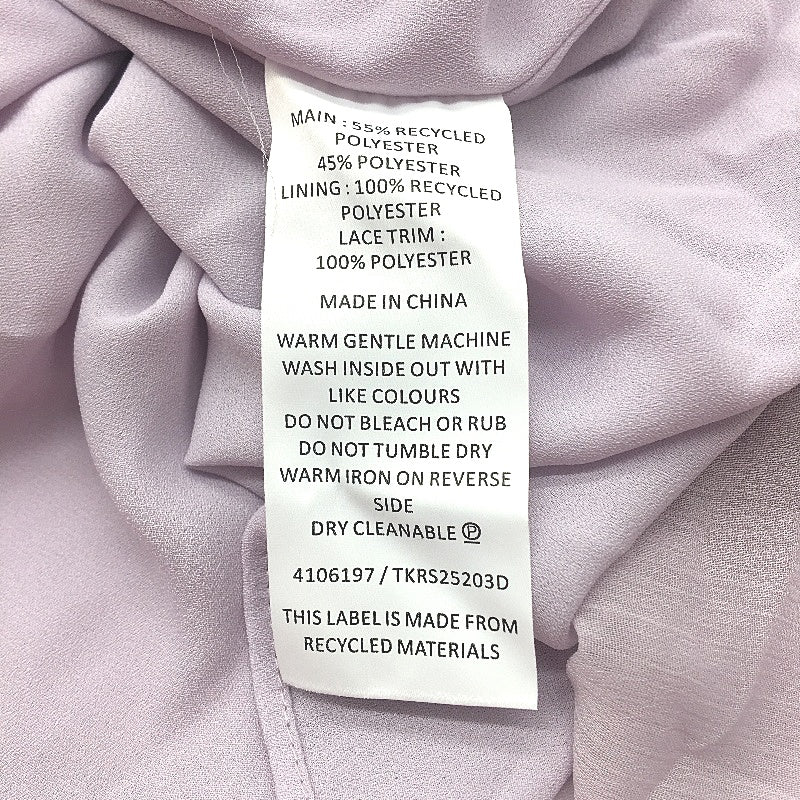 MAIN : 55% RECYCLED
POLYESTER
45% POLYESTER
LINING : 100% RECYCLED
POLYESTER
LACE TRIM :
100% POLYESTER
MADE IN CHINA
WARM GENTLE MACHINE
WASH INSIDE OUT WITH
LIKE COLOURS
DO NOT BLEACH OR RUB
DO NOT TUMBLE DRY
WARM IRON ON REVERSE
SIDE
DRY CLEANABLE Ⓟ
4106197 / TKRS25203D
THIS LABEL IS MADE FROM
RECYCLED MATERIALS